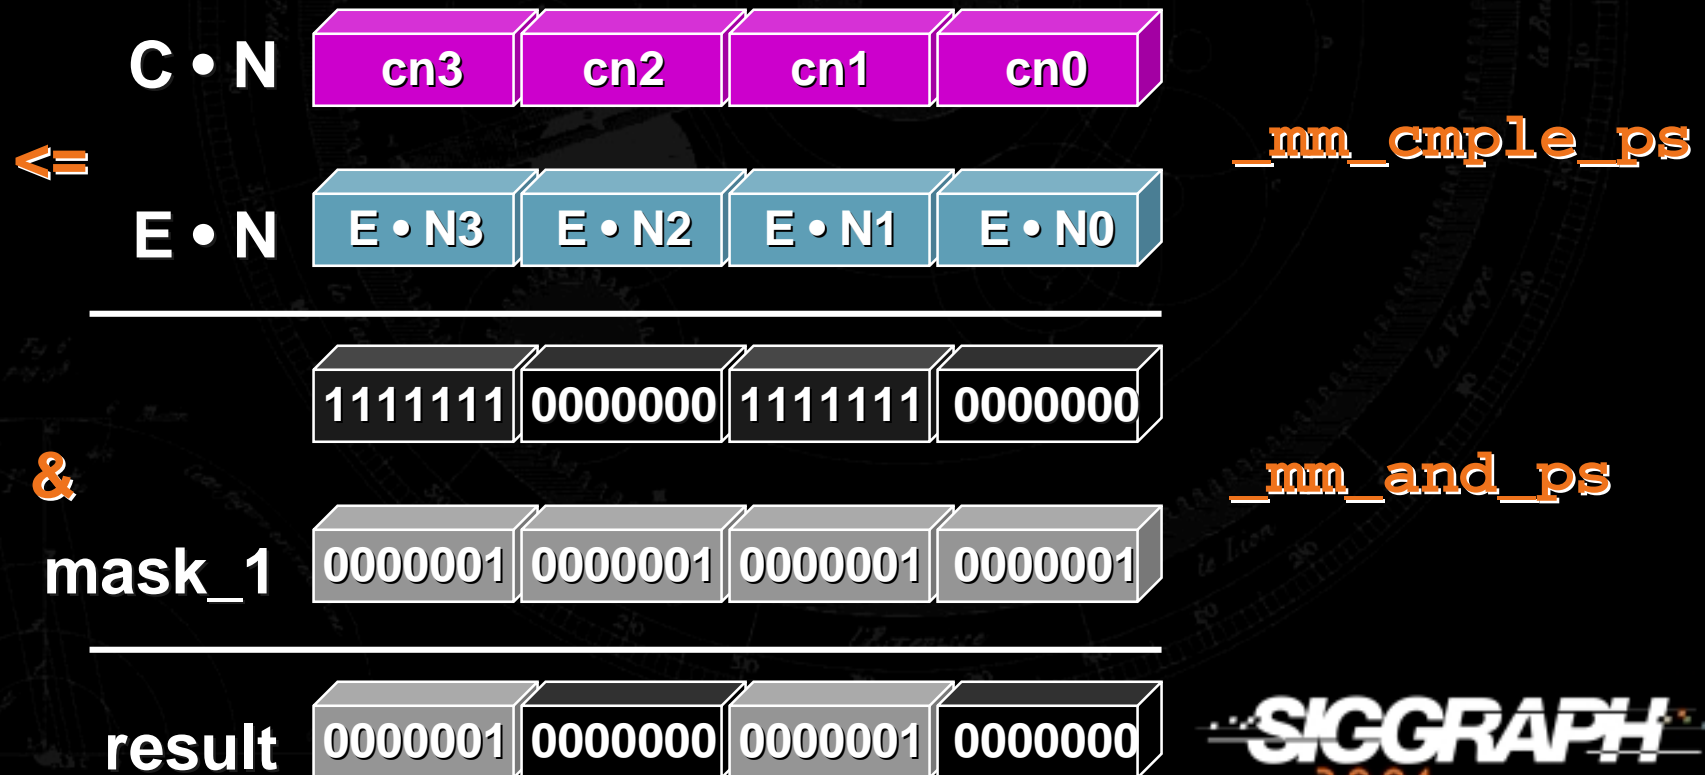 C • N cn3 cn2 cn1 cn0
<= _mm_cmple_ps
E • N E • N3 E • N2 E • N1 E • N0
1111111 0000000 1111111 0000000
& _mm_and_ps
mask_1 0000001 0000001 0000001 0000001
result 0000001 0000000 0000001 0000000
SIGGRAPH